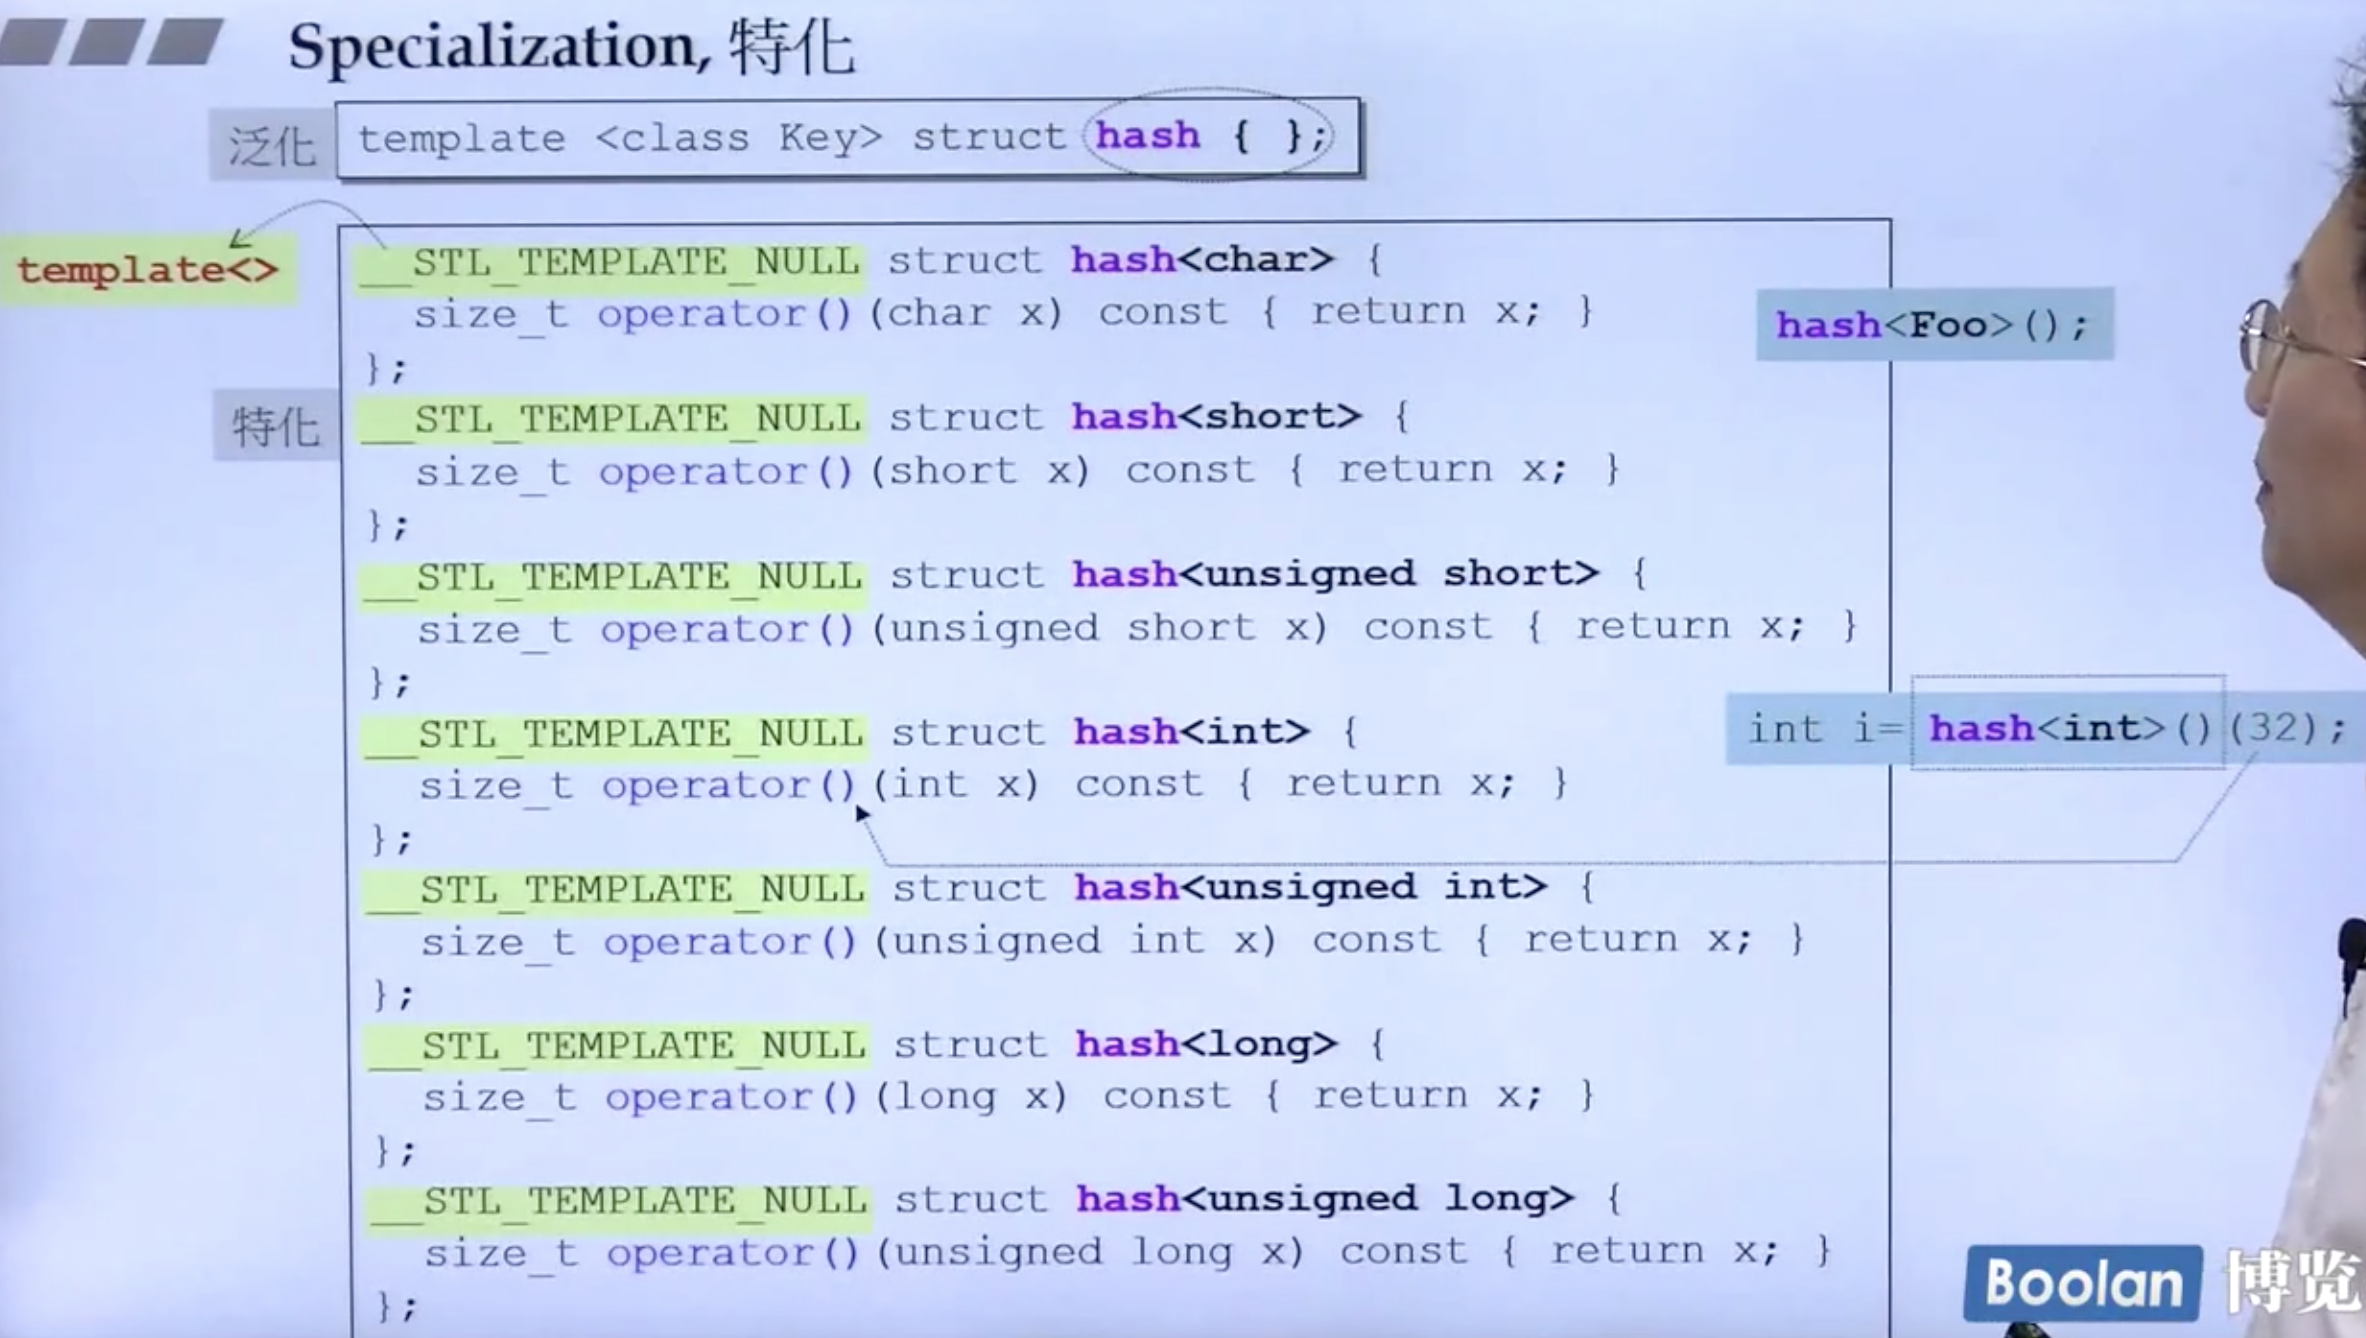 Specialization, 特化
泛化
template <class Key> struct hash { };
template<>
__STL_TEMPLATE_NULL struct hash<char> {
size_t operator()(char x) const { return x; }
};
hash<Foo>();
特化
__STL_TEMPLATE_NULL struct hash<short> {
size_t operator()(short x) const { return x; }
};
__STL_TEMPLATE_NULL struct hash<unsigned short> {
size_t operator()(unsigned short x) const { return x; }
};
__STL_TEMPLATE_NULL struct hash<int> {
int i= hash<int>()(32);
size_t operator()(int x) const { return x; }
};
__STL_TEMPLATE_NULL struct hash<unsigned int> {
size_t operator()(unsigned int x) const { return x; }
};
__STL_TEMPLATE_NULL struct hash<long> {
size_t operator()(long x) const { return x; }
};
__STL_TEMPLATE_NULL struct hash<unsigned long> {
size_t operator()(unsigned long x) const { return x; }
};
Boolan 博览